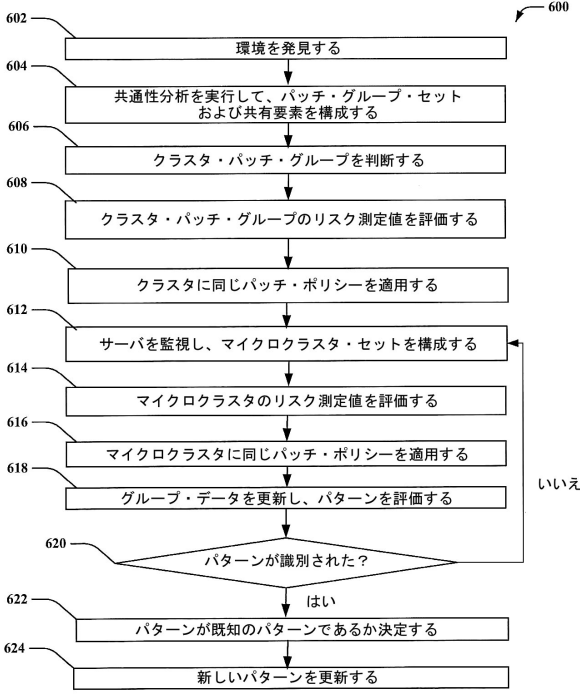 600
602
環境を発見する
604
共通性分析を実行して、パッチ・グループ・セット
および共有要素を構成する
606
クラスタ・パッチ・グループを判断する
608
クラスタ・パッチ・グループのリスク測定値を評価する
610
クラスタに同じパッチ・ポリシーを適用する
612
サーバを監視し、マイクロクラスタ・セットを構成する
614
マイクロクラスタのリスク測定値を評価する
616
マイクロクラスタに同じパッチ・ポリシーを適用する
618
グループ・データを更新し、パターンを評価する
いいえ
620
パターンが識別された？
はい
622
パターンが既知のパターンであるか決定する
624
新しいパターンを更新する